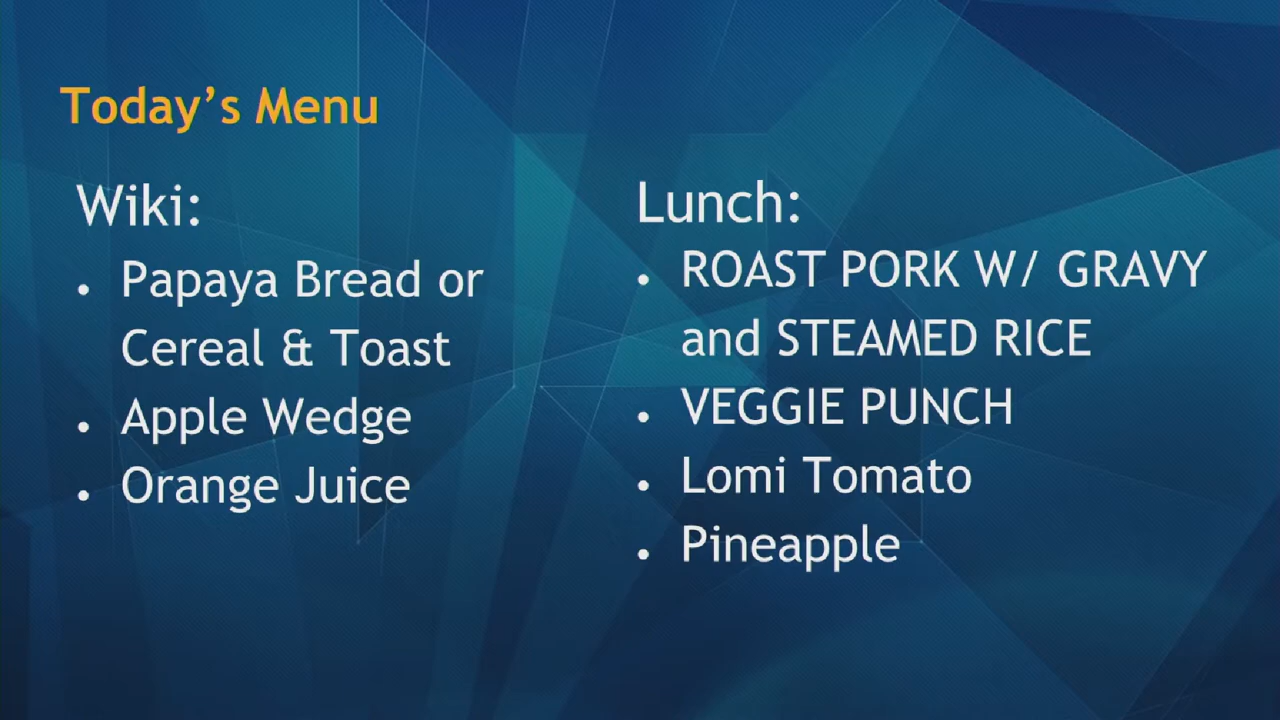 Today’s Menu
Wiki:
• Papaya Bread or
Cereal & Toast
• Apple Wedge
• Orange Juice
Lunch:
• ROAST PORK W/ GRAVY
and STEAMED RICE
• VEGGIE PUNCH
• Lomi Tomato
• Pineapple